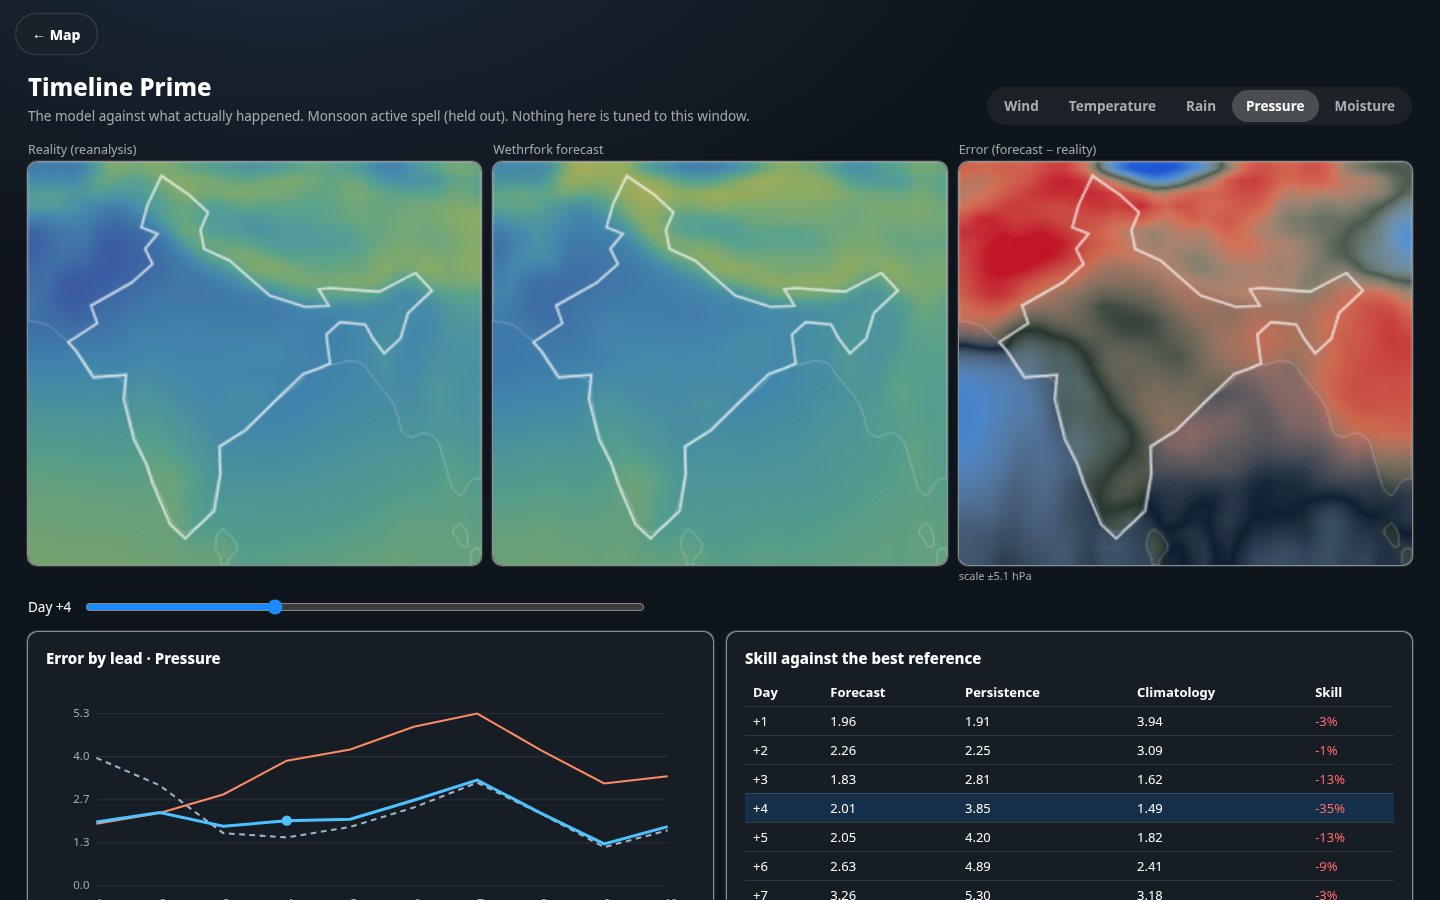 ← Map
Timeline Prime
The model against what actually happened. Monsoon active spell (held out). Nothing here is tuned to this window.
Wind Temperature Rain Pressure Moisture
Reality (reanalysis)
Wethrfork forecast
Error (forecast – reality)
scale ±5.1 hPa
Day +4
Error by lead · Pressure
5.3
4.0
2.7
1.3
0.0
Skill against the best reference
Day Forecast Persistence Climatology Skill
+1 1.96 1.91 3.94 -3%
+2 2.26 2.25 3.09 -1%
+3 1.83 2.81 1.62 -13%
+4 2.01 3.85 1.49 -35%
+5 2.05 4.20 1.82 -13%
+6 2.63 4.89 2.41 -9%
+7 3.26 5.30 3.18 -3%